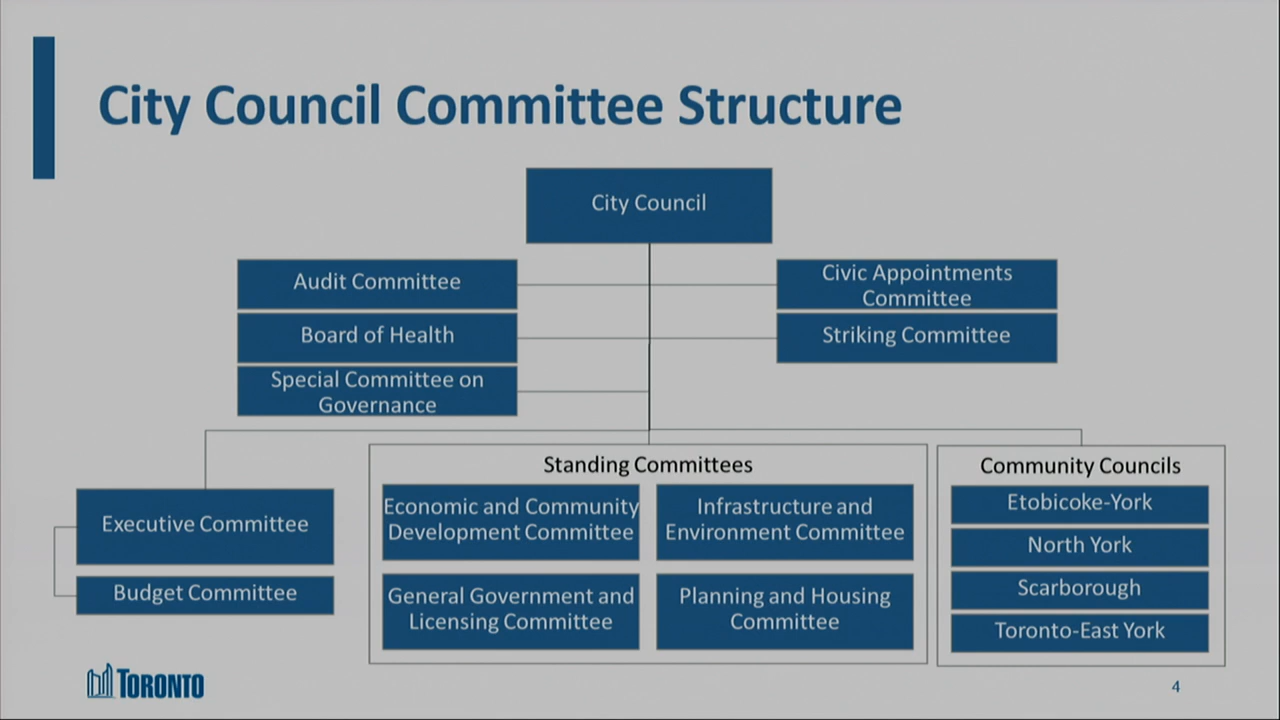 City Council Committee Structure
City Council
Audit Committee
Civic Appointments
Committee
Board of Health
Striking Committee
Special Committee on
Governance
Executive Committee
Budget Committee
Standing Committees
Economic and Community
Development Committee
Infrastructure and
Environment Committee
General Government and
Licensing Committee
Planning and Housing
Committee
Community Councils
Etobicoke-York
North York
Scarborough
Toronto-East York
TORONTO
4